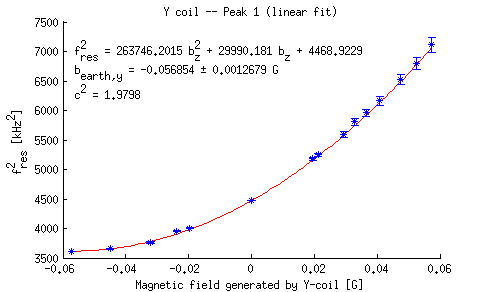 Y coil -- Peak 1 (linear fit)
f²res = 263746.2015 b²z + 29990.181 bz + 4468.9229
bearth,y = -0.056854 ± 0.0012679 G
c² = 1.9798
7500
7000
6500
6000
5500
5000
4500
4000
3500
f²res [kHz²]
-0.06 -0.04 -0.02 0 0.02 0.04 0.06
Magnetic field generated by Y-coil [G]